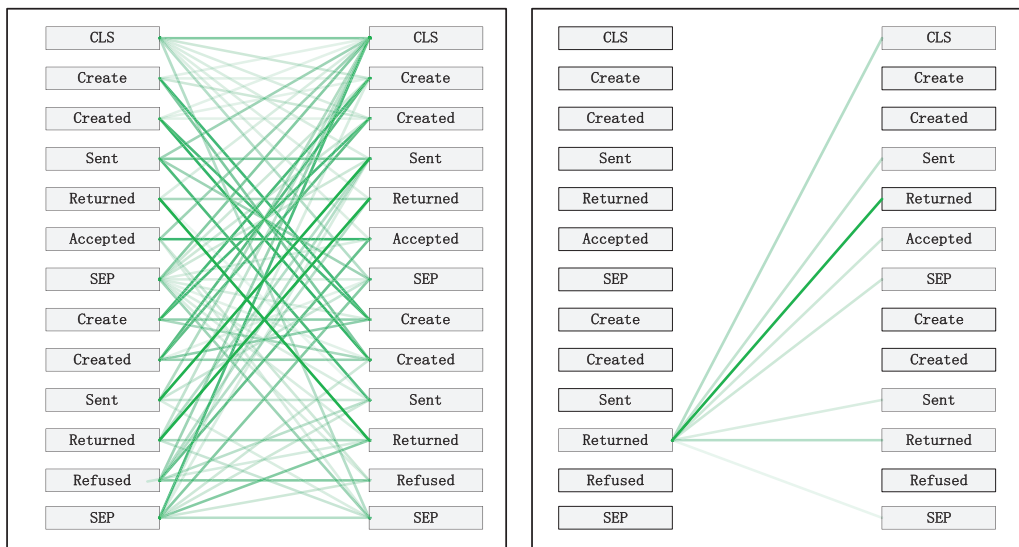 CLS CLS
Create Create
Created Created
Sent Sent
Returned Returned
Accepted Accepted
SEP SEP
Create Create
Created Created
Sent Sent
Returned Returned
Refused Refused
SEP SEP
CLS CLS
Create Create
Created Created
Sent Sent
Returned Returned
Accepted Accepted
SEP SEP
Create Create
Created Created
Sent Sent
Returned Returned
Refused Refused
SEP SEP